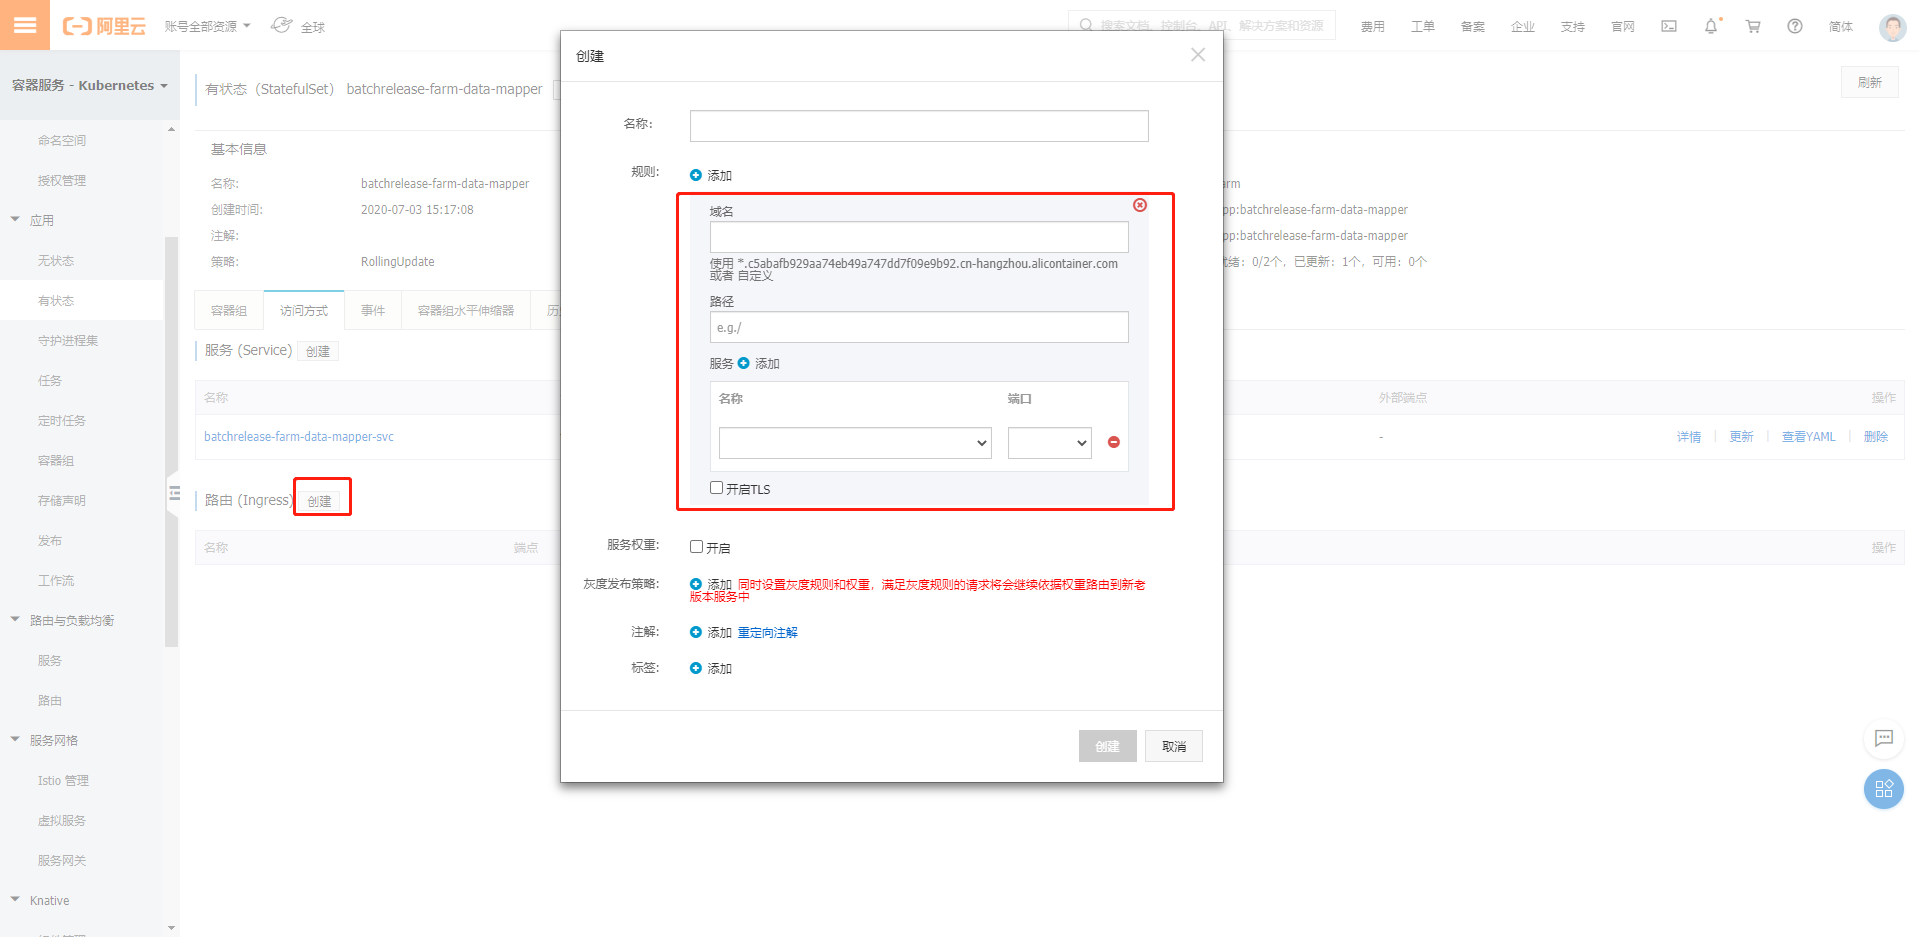 阿里云
账号全部资源
全球
搜索文档、控制台、API、解决方案和资源
费用
工单
备案
企业
支持
官网
简体
容器服务 - Kubernetes
命名空间
授权管理
应用
无状态
有状态
守护进程集
任务
定时任务
容器组
存储声明
发布
工作流
路由与负载均衡
服务
路由
服务网格
Istio 管理
虚拟服务
服务网关
Knative
有状态（StatefulSet） batchrelease-farm-data-mapper
刷新
基本信息
名称: batchrelease-farm-data-mapper
创建时间: 2020-07-03 15:17:08
注解:
策略: RollingUpdate
arm
pp:batchrelease-farm-data-mapper
pp:batchrelease-farm-data-mapper
就绪：0/2个，已更新：1个，可用：0个
容器组
访问方式
事件
容器组水平伸缩器
历
服务 (Service) 创建
名称
外部端点
操作
batchrelease-farm-data-mapper-svc
-
详情
更新
查看YAML
删除
路由 (Ingress) 创建
名称
端点
操作
创建
名称:
规则: 添加
域名
使用 *.c5abafb929aa74eb49a747dd7f09e9b92.cn-hangzhou.alicontainer.com
或者 自定义
路径
e.g./
服务 添加
名称
端口
开启TLS
服务权重: 开启
灰度发布策略: 添加 同时设置灰度规则和权重，满足灰度规则的请求将会继续依据权重路由到新老
版本服务中
注解: 添加 重定向注解
标签: 添加
创建
取消